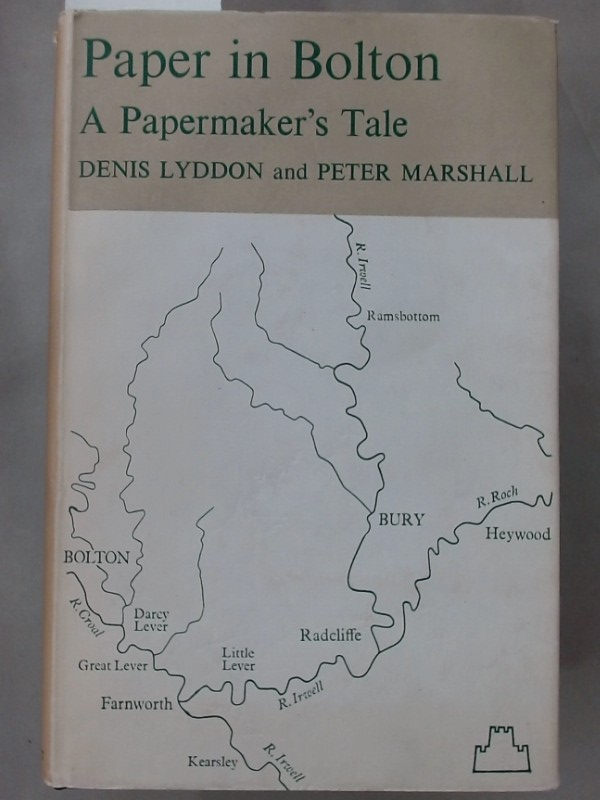 Paper in Bolton
A Papermaker's Tale
DENIS LYDDON and PETER MARSHALL
R. Irwell
Ramsbottom
R. Roch
BURY
Heywood
BOLTON
R. Croal
Darcy
Lever
Radcliffe
Great Lever
Little
Lever
R. Irwell
Farnworth
Kearsley
R. Irwell